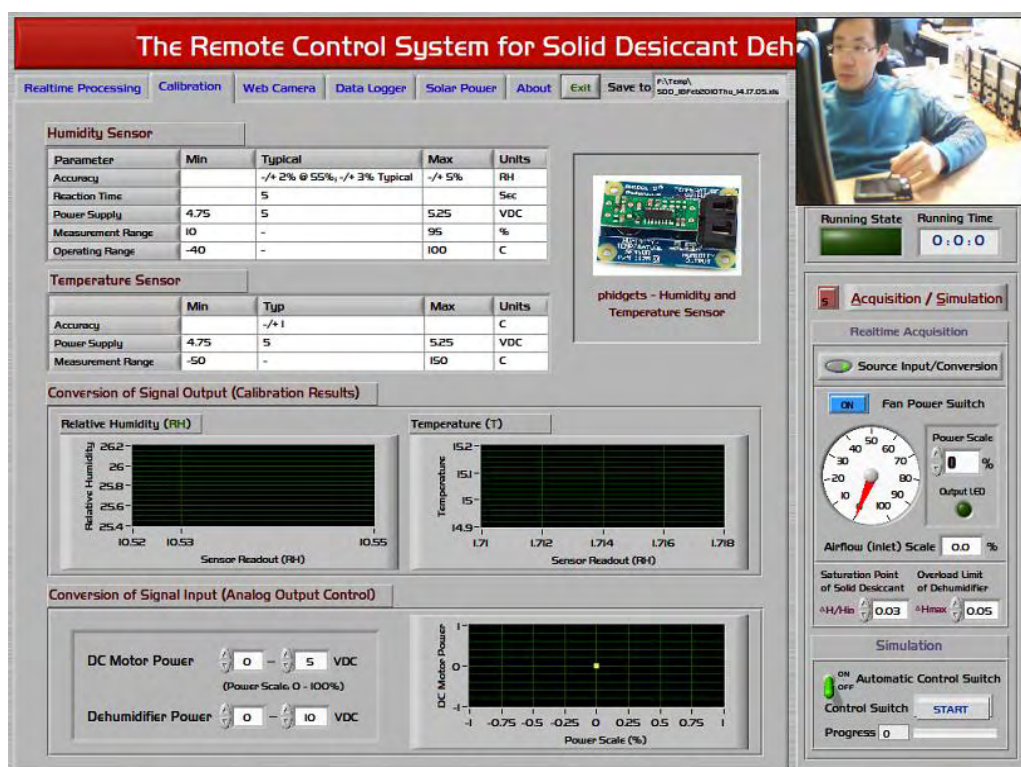 The Remote Control System for Solid Desiccant Deh
Realtime Processing Calibration Web Camera Data Logger Solar Power About Exit Save to F:\Temp\
SDD_18Feb2010Thu_14.17.05.xls
Humidity Sensor
Parameter Min Typical Max Units
Accuracy -/+ 2% @ 55%; -/+ 3% Typical -/+ 5% RH
Reaction Time 5 Sec
Power Supply 4.75 5 5.25 VDC
Measurement Range 10 - 95 %
Operating Range -40 - 100 C
Temperature Sensor
Min Typ Max Units
Accuracy -/+ 1 C
Power Supply 4.75 5 5.25 VDC
Measurement Range -50 - 150 C
phidgets - Humidity and
Temperature Sensor
Conversion of Signal Output (Calibration Results)
Relative Humidity (RH)
Relative Humidity
26.2
26
25.8
25.6
25.4
10.52 10.53 10.55
Sensor Readout (RH)
Temperature (T)
Temperature
15.2
15.1
15
14.9
1.71 1.712 1.714 1.716 1.718
Sensor Readout (RH)
Conversion of Signal Input (Analog Output Control)
DC Motor Power 0 - 5 VDC
(Power Scale, 0 - 100%)
Dehumidifier Power 0 - 10 VDC
DC Motor Power
1
0
-1
-1 -0.75 -0.5 -0.25 0 0.25 0.5 0.75 1
Power Scale (%)
Running State Running Time
0:0:0
S Acquisition / Simulation
Realtime Acquisition
Source Input/Conversion
ON Fan Power Switch
0 10 20 30 40 50 60 70 80 90 100
Power Scale
0 %
Output LED
Airflow (inlet) Scale 0.0 %
Saturation Point
of Solid Desiccant
ΔH/Hin 0.03
Overload Limit
of Dehumidifier
ΔHmax 0.05
Simulation
ON
OFF
Automatic Control Switch
Control Switch START
Progress 0